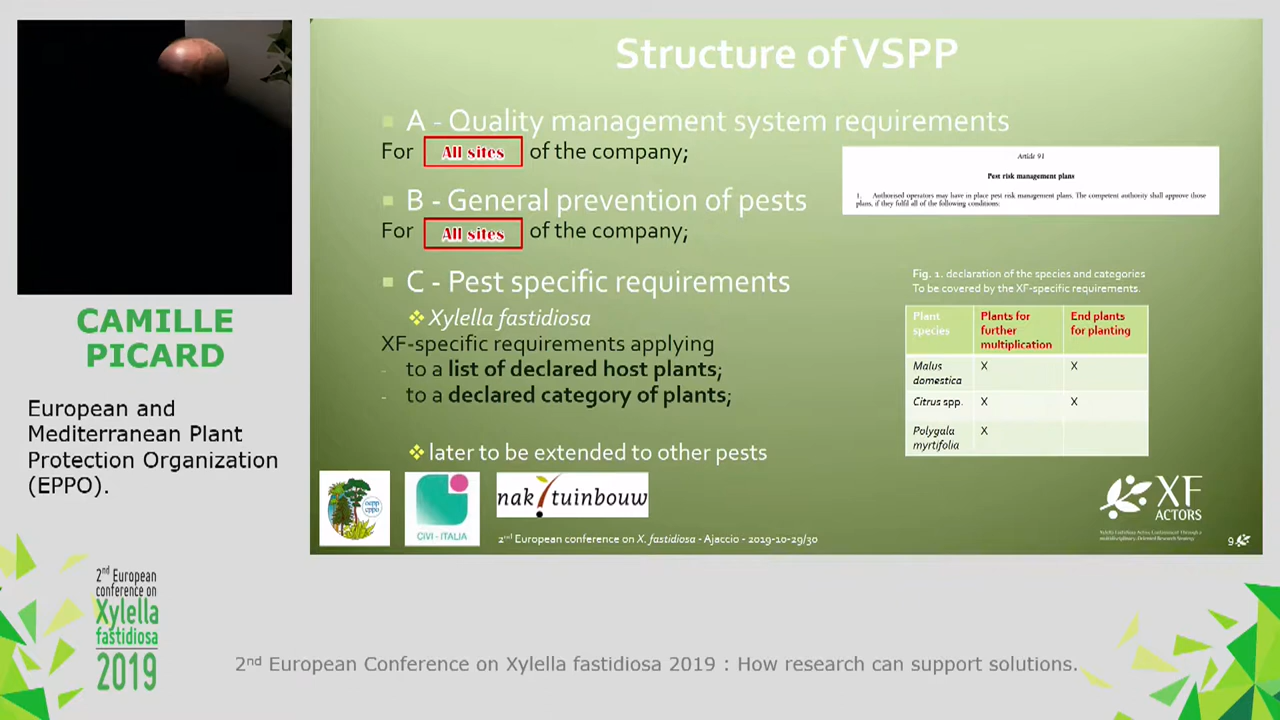 Structure of VSPP
A - Quality management system requirements
For All sites of the company;
B - General prevention of pests
For All sites of the company;
C - Pest specific requirements
Xylella fastidiosa
XF-specific requirements applying
- to a list of declared host plants;
- to a declared category of plants;
later to be extended to other pests
Article 91
Pest risk management plans
1. Authorised operators may have in place pest risk management plans. The competent authority shall approve those
plans, if they fulfil all of the following conditions:
Fig. 1. declaration of the species and categories
To be covered by the XF-specific requirements.
Plant species Plants for further multiplication End plants for planting
Malus domestica X X
Citrus spp. X X
Polygala myrtifolia X
oepp
eppo
CIVI - ITALIA
naktuinbouw
XF
ACTORS
2nd European conference on X. fastidiosa - Ajaccio - 2019-10-29/30
9
CAMILLE
PICARD
European and
Mediterranean Plant
Protection Organization
(EPPO).
2nd European
conference on
Xylella
fastidiosa
2019
2nd European Conference on Xylella fastidiosa 2019 : How research can support solutions.